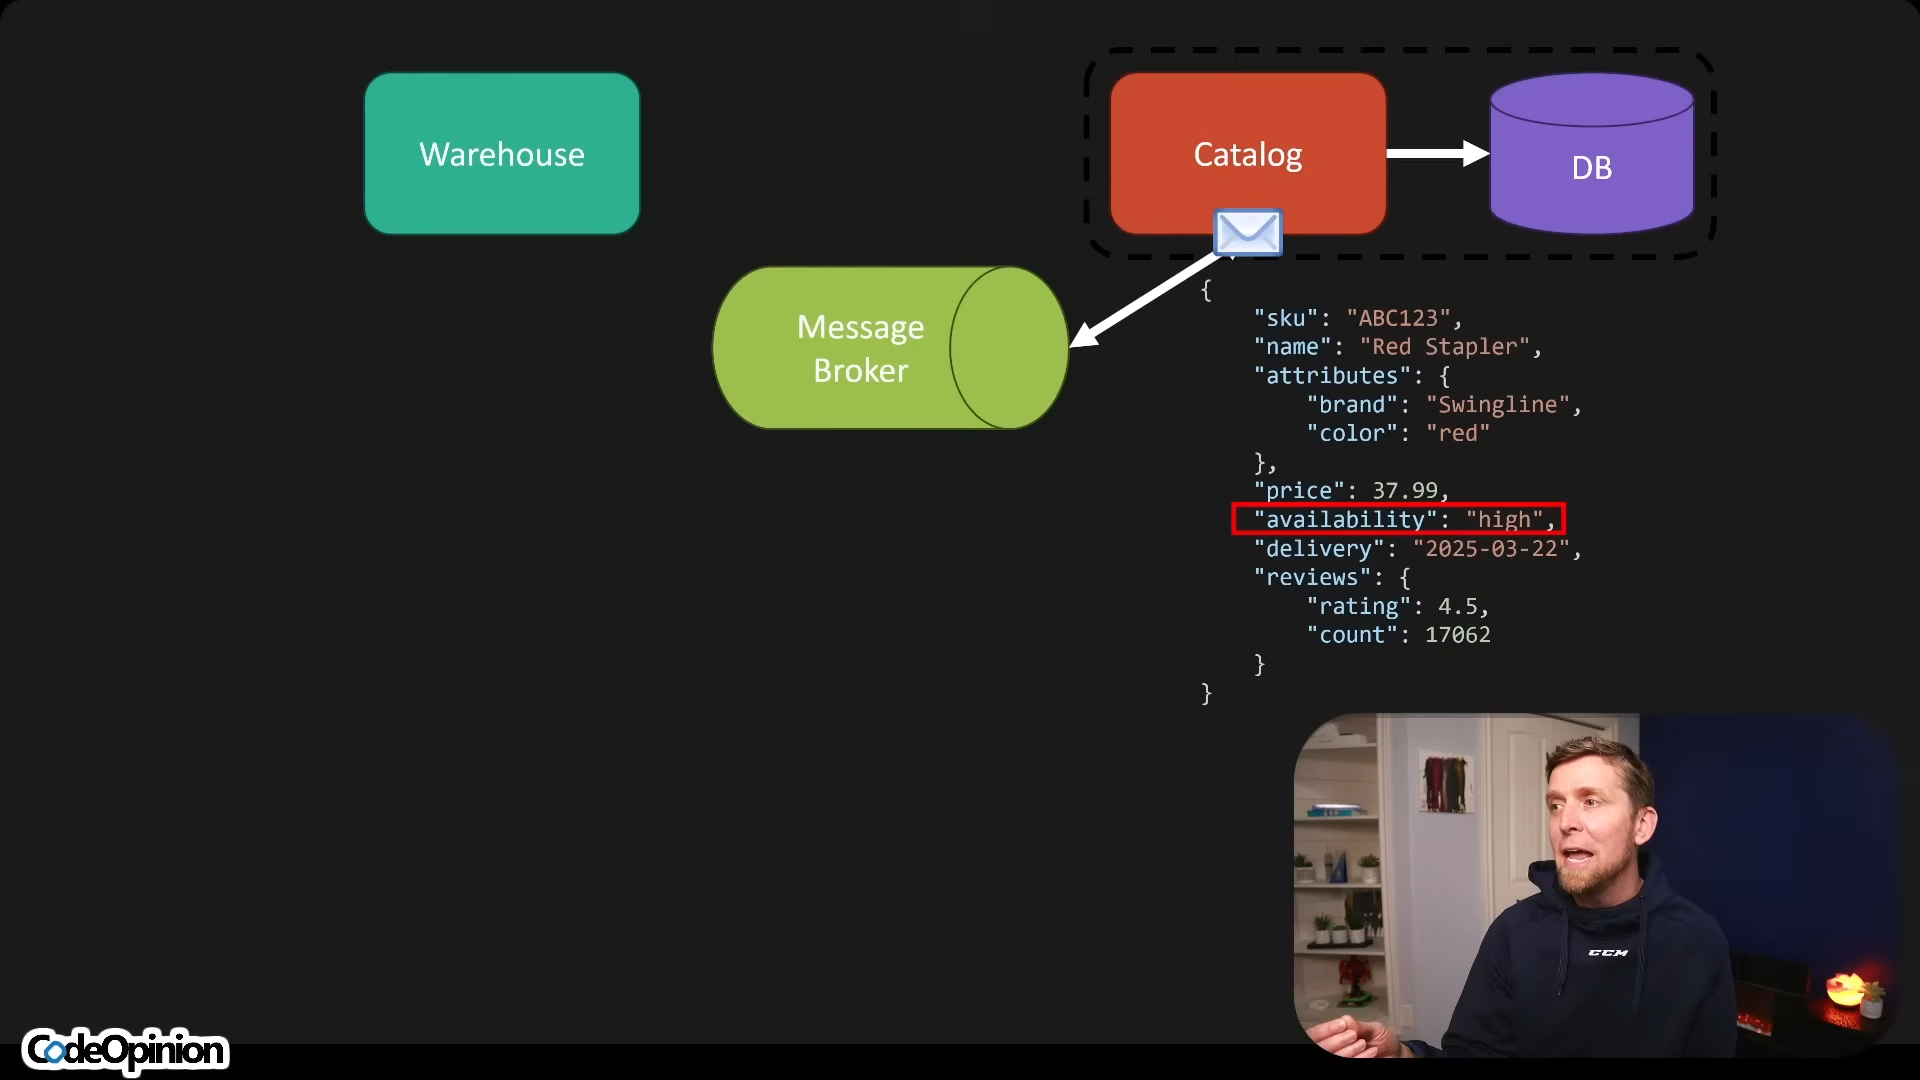 Warehouse
Catalog
DB
Message
Broker
{
"sku": "ABC123",
"name": "Red Stapler",
"attributes": {
"brand": "Swingline",
"color": "red"
},
"price": 37.99,
"availability": "high",
"delivery": "2025-03-22",
"reviews": {
"rating": 4.5,
"count": 17062
}
}
CCM
CodeOpinion